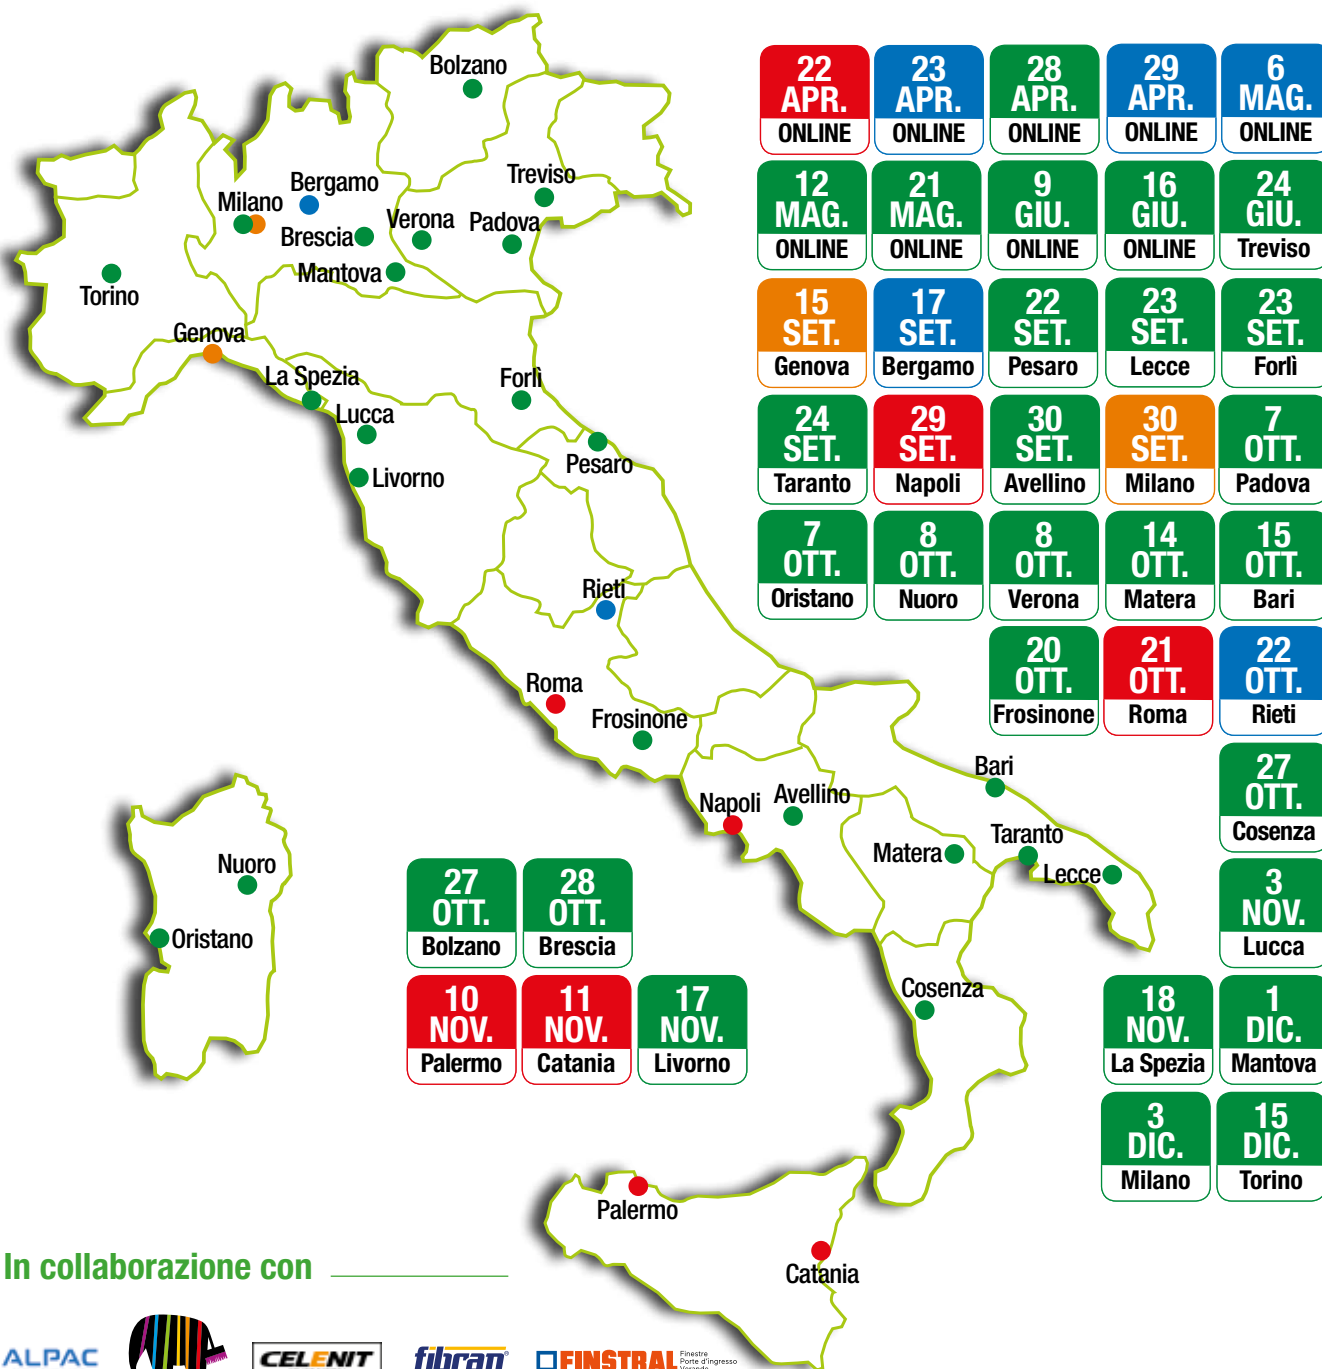 Bolzano
Treviso
Bergamo
Milano
Verona
Padova
Brescia
Mantova
Torino
Genova
La Spezia
Forlì
Lucca
Pesaro
Livorno
Rieti
Roma
Frosinone
Bari
Napoli
Avellino
Taranto
Matera
Lecce
Nuoro
Oristano
Cosenza
Palermo
Catania
22
APR.
ONLINE
23
APR.
ONLINE
28
APR.
ONLINE
29
APR.
ONLINE
6
MAG.
ONLINE
12
MAG.
ONLINE
21
MAG.
ONLINE
9
GIU.
ONLINE
16
GIU.
ONLINE
24
GIU.
Treviso
15
SET.
Genova
17
SET.
Bergamo
22
SET.
Pesaro
23
SET.
Lecce
23
SET.
Forlì
24
SET.
Taranto
29
SET.
Napoli
30
SET.
Avellino
30
SET.
Milano
7
OTT.
Padova
7
OTT.
Oristano
8
OTT.
Nuoro
8
OTT.
Verona
14
OTT.
Matera
15
OTT.
Bari
20
OTT.
Frosinone
21
OTT.
Roma
22
OTT.
Rieti
27
OTT.
Cosenza
27
OTT.
Bolzano
28
OTT.
Brescia
3
NOV.
Lucca
10
NOV.
Palermo
11
NOV.
Catania
17
NOV.
Livorno
18
NOV.
La Spezia
1
DIC.
Mantova
3
DIC.
Milano
15
DIC.
Torino
In collaborazione con
ALPAC
CELENIT
fibran®
FINSTRAL
Finestre
Porte d'ingresso
Verande